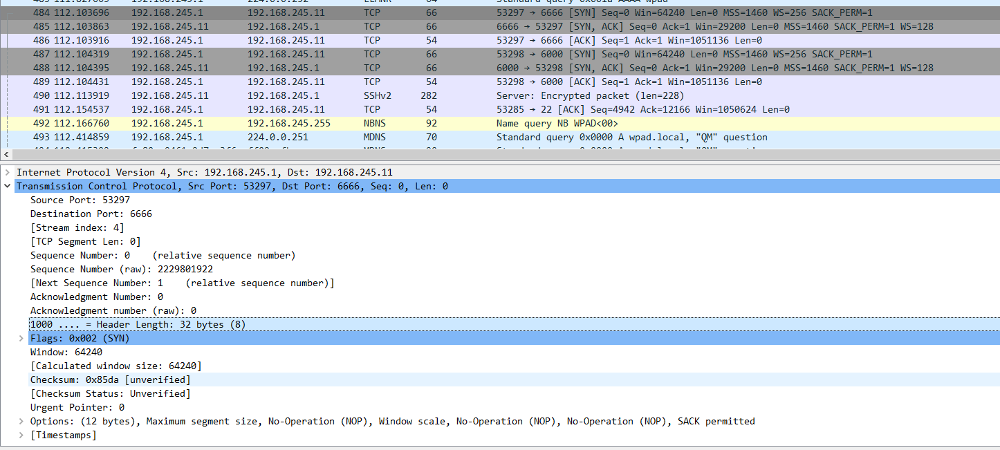 484 112.103696 192.168.245.1 192.168.245.11 TCP 66 53297 → 6666 [SYN] Seq=0 Win=64240 Len=0 MSS=1460 WS=256 SACK_PERM=1
485 112.103863 192.168.245.11 192.168.245.1 TCP 66 6666 → 53297 [SYN, ACK] Seq=0 Ack=1 Win=29200 Len=0 MSS=1460 SACK_PERM=1 WS=128
486 112.103916 192.168.245.1 192.168.245.11 TCP 54 53297 → 6666 [ACK] Seq=1 Ack=1 Win=1051136 Len=0
487 112.104319 192.168.245.1 192.168.245.11 TCP 66 53298 → 6000 [SYN] Seq=0 Win=64240 Len=0 MSS=1460 WS=256 SACK_PERM=1
488 112.104395 192.168.245.11 192.168.245.1 TCP 66 6000 → 53298 [SYN, ACK] Seq=0 Ack=1 Win=29200 Len=0 MSS=1460 SACK_PERM=1 WS=128
489 112.104431 192.168.245.1 192.168.245.11 TCP 54 53298 → 6000 [ACK] Seq=1 Ack=1 Win=1051136 Len=0
490 112.113919 192.168.245.11 192.168.245.1 SSHv2 282 Server: Encrypted packet (len=228)
491 112.154537 192.168.245.1 192.168.245.11 TCP 54 53285 → 22 [ACK] Seq=4942 Ack=12166 Win=1050624 Len=0
492 112.166760 192.168.245.1 192.168.245.255 NBNS 92 Name query NB WPAD<00>
493 112.414859 192.168.245.1 224.0.0.251 MDNS 70 Standard query 0x0000 A wpad.local, "QM" question
Internet Protocol Version 4, Src: 192.168.245.1, Dst: 192.168.245.11
Transmission Control Protocol, Src Port: 53297, Dst Port: 6666, Seq: 0, Len: 0
Source Port: 53297
Destination Port: 6666
[Stream index: 4]
[TCP Segment Len: 0]
Sequence Number: 0 (relative sequence number)
Sequence Number (raw): 2229801922
[Next Sequence Number: 1 (relative sequence number)]
Acknowledgment Number: 0
Acknowledgment number (raw): 0
1000 .... = Header Length: 32 bytes (8)
Flags: 0x002 (SYN)
Window: 64240
[Calculated window size: 64240]
Checksum: 0x85da [unverified]
[Checksum Status: Unverified]
Urgent Pointer: 0
Options: (12 bytes), Maximum segment size, No-Operation (NOP), Window scale, No-Operation (NOP), No-Operation (NOP), SACK permitted
[Timestamps]